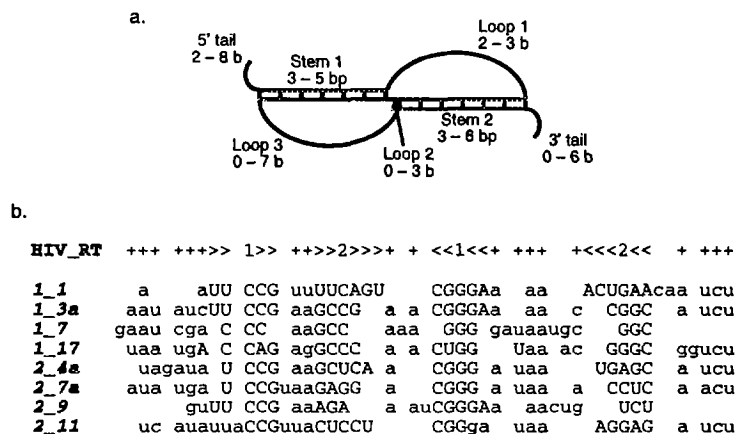 a.
5' tail
2 – 8 b
Stem 1
3 – 5 bp
Loop 1
2 – 3 b
Loop 3
0 – 7 b
Loop 2
0 – 3 b
Stem 2
3 – 6 bp
3' tail
0 – 6 b
b.
HIV_RT +++ +++>> 1>> ++>>2>>>+ + <<1<<+ +++ +<<<2<< + +++
1_1 a aUU CCG uuUUCAGU CGGGAa aa ACUGAAcaa ucu
1_3a aau aucUU CCG aaGCCG a a CGGGAa aa c CGGC a ucu
1_7 gaauc cga C CC aaGCC aaa GGG gauaaugc GGC
1_17 uaa ugA C CAG agGCCC a a CUGG Uaa ac GGGC ggucu
2_4a uagaua U CCG aaGCUCA a CGGG a uaa UGAGC a ucu
2_7a aua uga U CCGuaaGAGG a CGGG a uaa a CCUC a acu
2_9 guUU CCG aaAGA a auCGGGAa aacug UCU
2_11 uc auauuaCCGuuaCUCCU CGGga uaa AGGAG a ucu